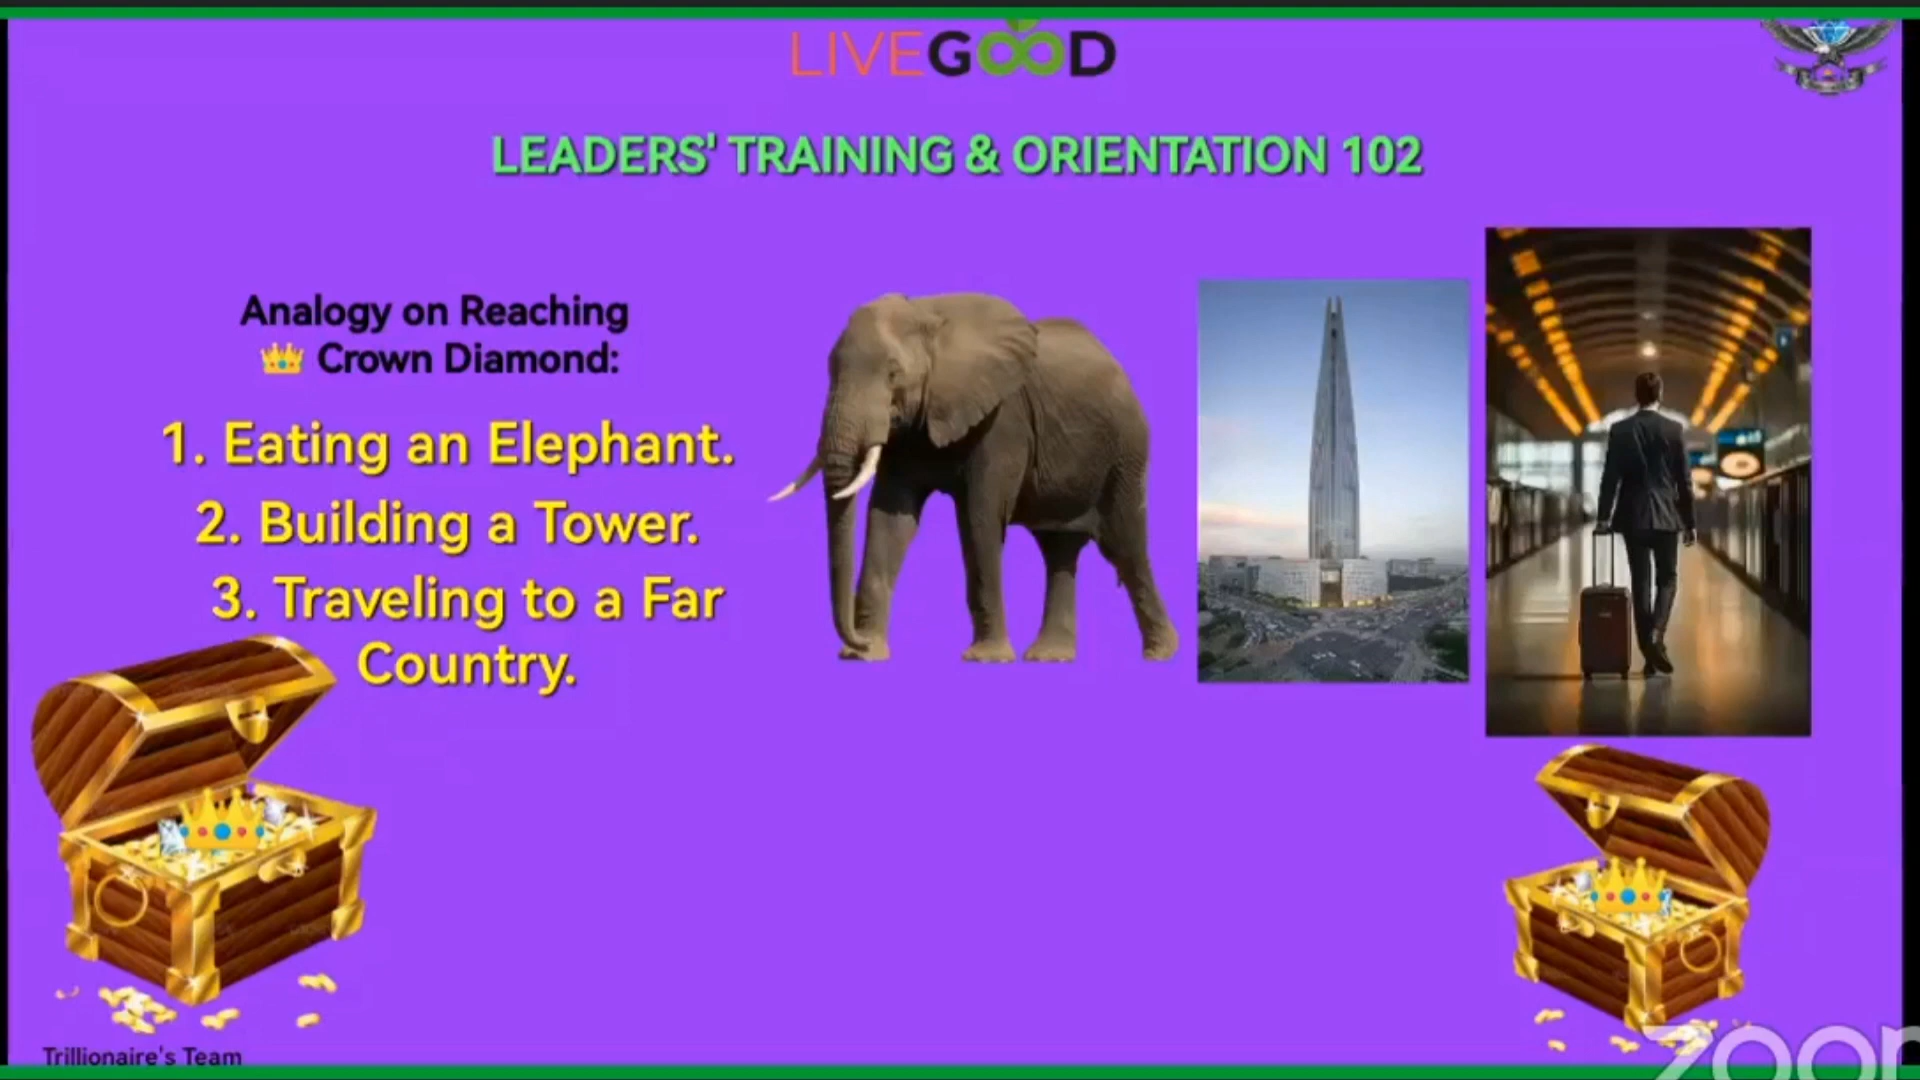 LIVEGOOD
LEADERS' TRAINING & ORIENTATION 102
Analogy on Reaching
👑 Crown Diamond:
1. Eating an Elephant.
2. Building a Tower.
3. Traveling to a Far
Country.
Trillionaire's Team
zoom